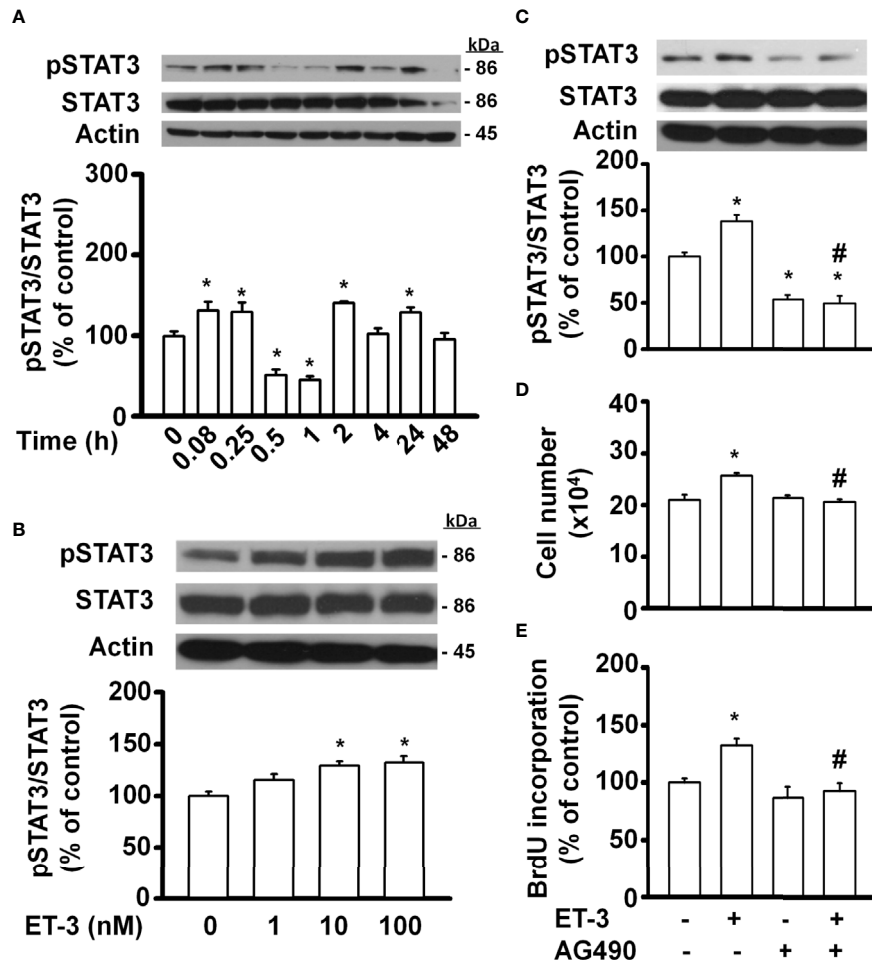 A
kDa
pSTAT3 - 86
STAT3 - 86
Actin - 45
pSTAT3/STAT3
(% of control)
300
200
100
0
* * * * * *
Time (h) 0 0.08 0.25 0.5 1 2 4 24 48
B
kDa
pSTAT3 - 86
STAT3 - 86
Actin - 45
pSTAT3/STAT3
(% of control)
200
150
100
50
0
* *
ET-3 (nM) 0 1 10 100
C
pSTAT3
STAT3
Actin
pSTAT3/STAT3
(% of control)
200
150
100
50
0
* * # *
D
Cell number
(x10⁴)
40
30
20
10
0
* #
E
BrdU incorporation
(% of control)
200
150
100
50
0
* #
ET-3 - + - +
AG490 - - + +